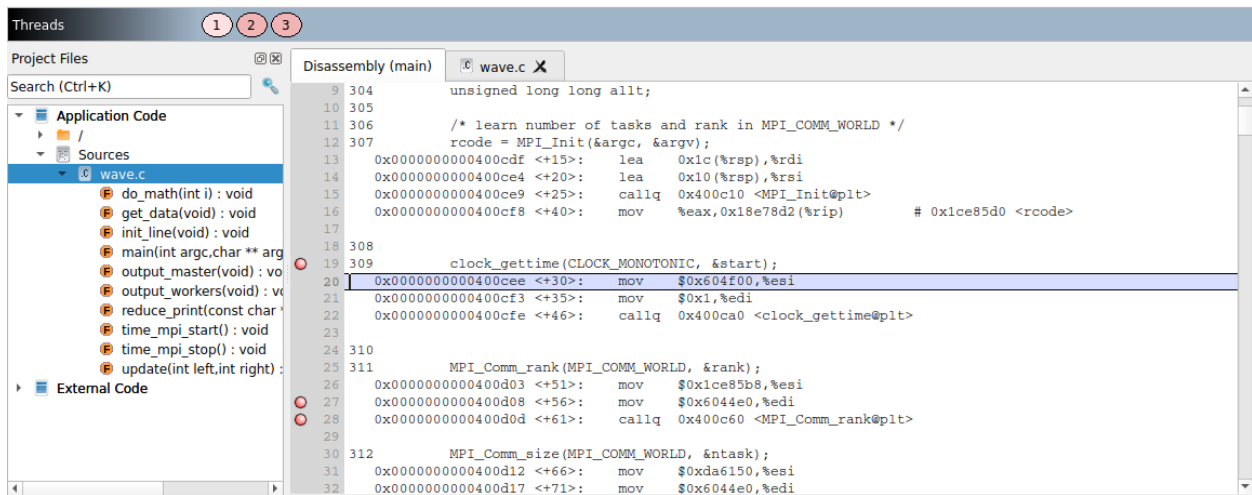 Threads 1 2 3
Project Files
Search (Ctrl+K)
Application Code
/
Sources
wave.c
do_math(int i) : void
get_data(void) : void
init_line(void) : void
main(int argc,char ** arg
output_master(void) : vo
output_workers(void) : vo
reduce_print(const char *
time_mpi_start() : void
time_mpi_stop() : void
update(int left,int right) :
External Code
Disassembly (main) wave.c
9 304 unsigned long long allt;
10 305
11 306 /* learn number of tasks and rank in MPI_COMM_WORLD */
12 307 rcode = MPI_Init(&argc, &argv);
13 0x0000000000400cdf <+15>: lea 0x1c(%rsp),%rdi
14 0x0000000000400ce4 <+20>: lea 0x10(%rsp),%rsi
15 0x0000000000400ce9 <+25>: callq 0x400c10 <MPI_Init@plt>
16 0x0000000000400cf8 <+40>: mov %eax,0x18e78d2(%rip) # 0x1ce85d0 <rcode>
17
18 308
19 309 clock_gettime(CLOCK_MONOTONIC, &start);
20 0x0000000000400cee <+30>: mov $0x604f00,%esi
21 0x0000000000400cf3 <+35>: mov $0x1,%edi
22 0x0000000000400cfe <+46>: callq 0x400ca0 <clock_gettime@plt>
23
24 310
25 311 MPI_Comm_rank(MPI_COMM_WORLD, &rank);
26 0x0000000000400d03 <+51>: mov $0x1ce85b8,%esi
27 0x0000000000400d08 <+56>: mov $0x6044e0,%edi
28 0x0000000000400d0d <+61>: callq 0x400c60 <MPI_Comm_rank@plt>
29
30 312 MPI_Comm_size(MPI_COMM_WORLD, &ntask);
31 0x0000000000400d12 <+66>: mov $0xda6150,%esi
32 0x0000000000400d17 <+71>: mov $0x6044e0,%edi